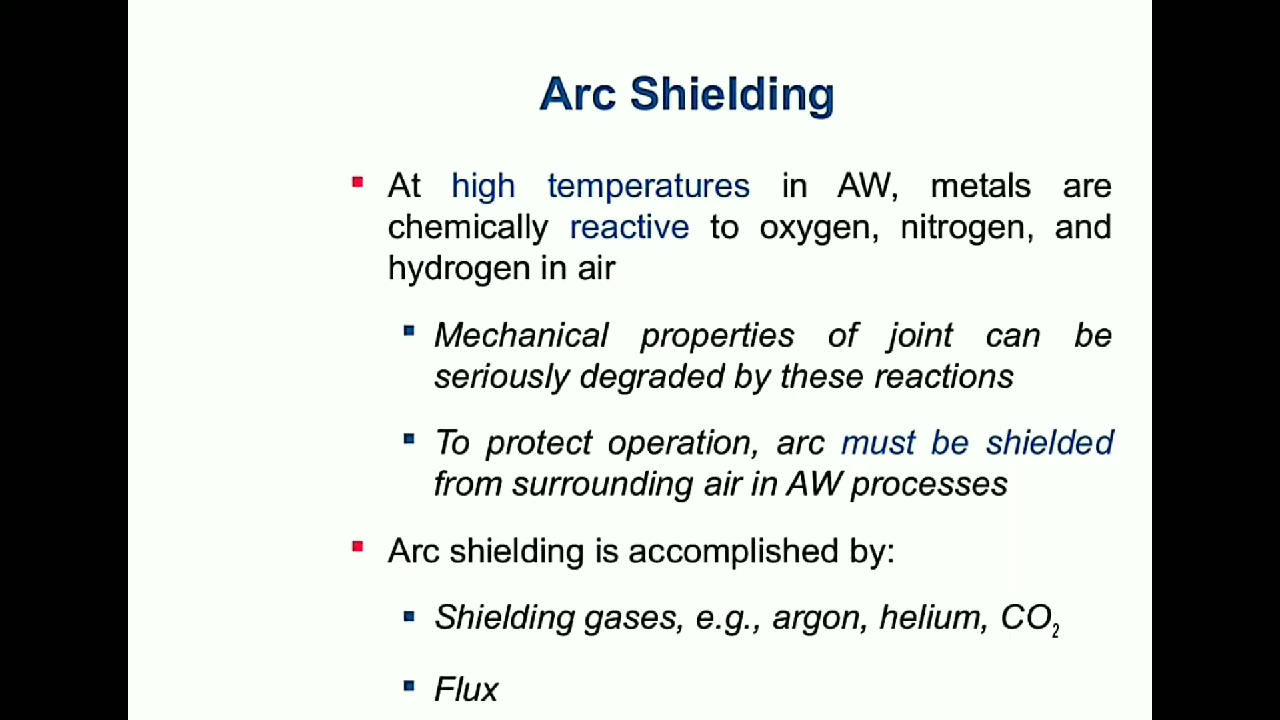 Arc Shielding
At high temperatures in AW, metals are
chemically reactive to oxygen, nitrogen, and
hydrogen in air
Mechanical properties of joint can be
seriously degraded by these reactions
To protect operation, arc must be shielded
from surrounding air in AW processes
Arc shielding is accomplished by:
Shielding gases, e.g., argon, helium, CO₂
Flux